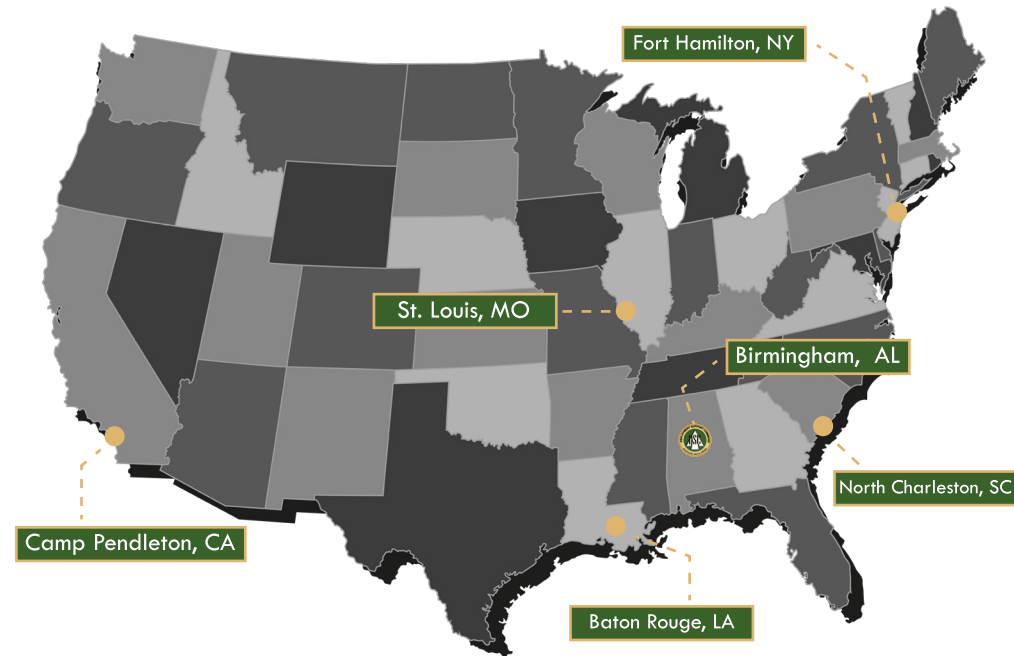 Fort Hamilton, NY
St. Louis, MO
Birmingham, AL
North Charleston, SC
Camp Pendleton, CA
Baton Rouge, LA